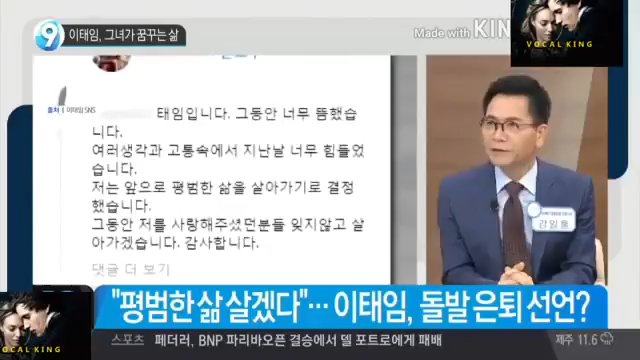 9 이태임, 그녀가 꿈꾸는 삶
Made with KIN
VOCAL KING
출처 | 이태임 SNS
태임입니다. 그동안 너무 뜸했습
니다.
여러생각과 고통속에서 지난날 너무 힘들었
습니다.
저는 앞으로 평범한 삶을 살아가기로 결정
했습니다.
그동안 저를 사랑해주셨던분들 잊지않고 살
아가겠습니다. 감사합니다.
댓글 더 보기
강일홍
"평범한 삶 살겠다"… 이태임, 돌발 은퇴 선언?
스포츠 페더러, BNP 파리바오픈 결승에서 델 포트로에게 패배
제주 11.6
VOCAL KING